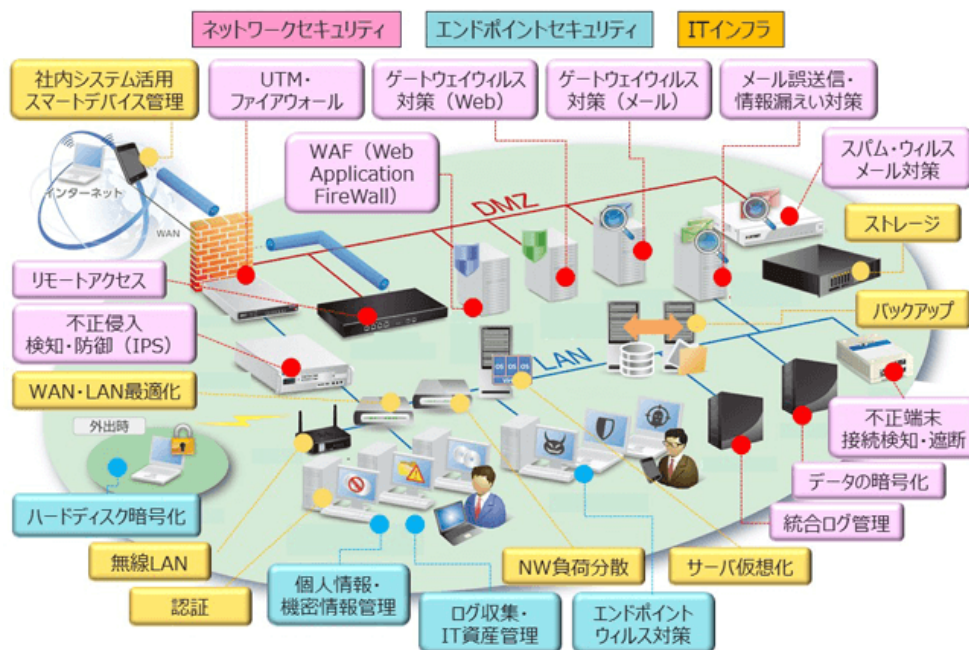 ネットワークセキュリティ
エンドポイントセキュリティ
ITインフラ
社内システム活用
スマートデバイス管理
UTM・
ファイアウォール
ゲートウェイウィルス
対策（Web）
ゲートウェイウィルス
対策（メール）
メール誤送信・
情報漏えい対策
WAF（Web
Application
FireWall）
スパム・ウィルス
メール対策
インターネット
WAN
DMZ
ストレージ
リモートアクセス
バックアップ
不正侵入
検知・防御（IPS）
LAN
OS
OS
OS
WAN・LAN最適化
外出時
不正端末
接続検知・遮断
データの暗号化
ハードディスク暗号化
統合ログ管理
無線LAN
NW負荷分散
サーバ仮想化
認証
個人情報・
機密情報管理
ログ収集・
IT資産管理
エンドポイント
ウィルス対策